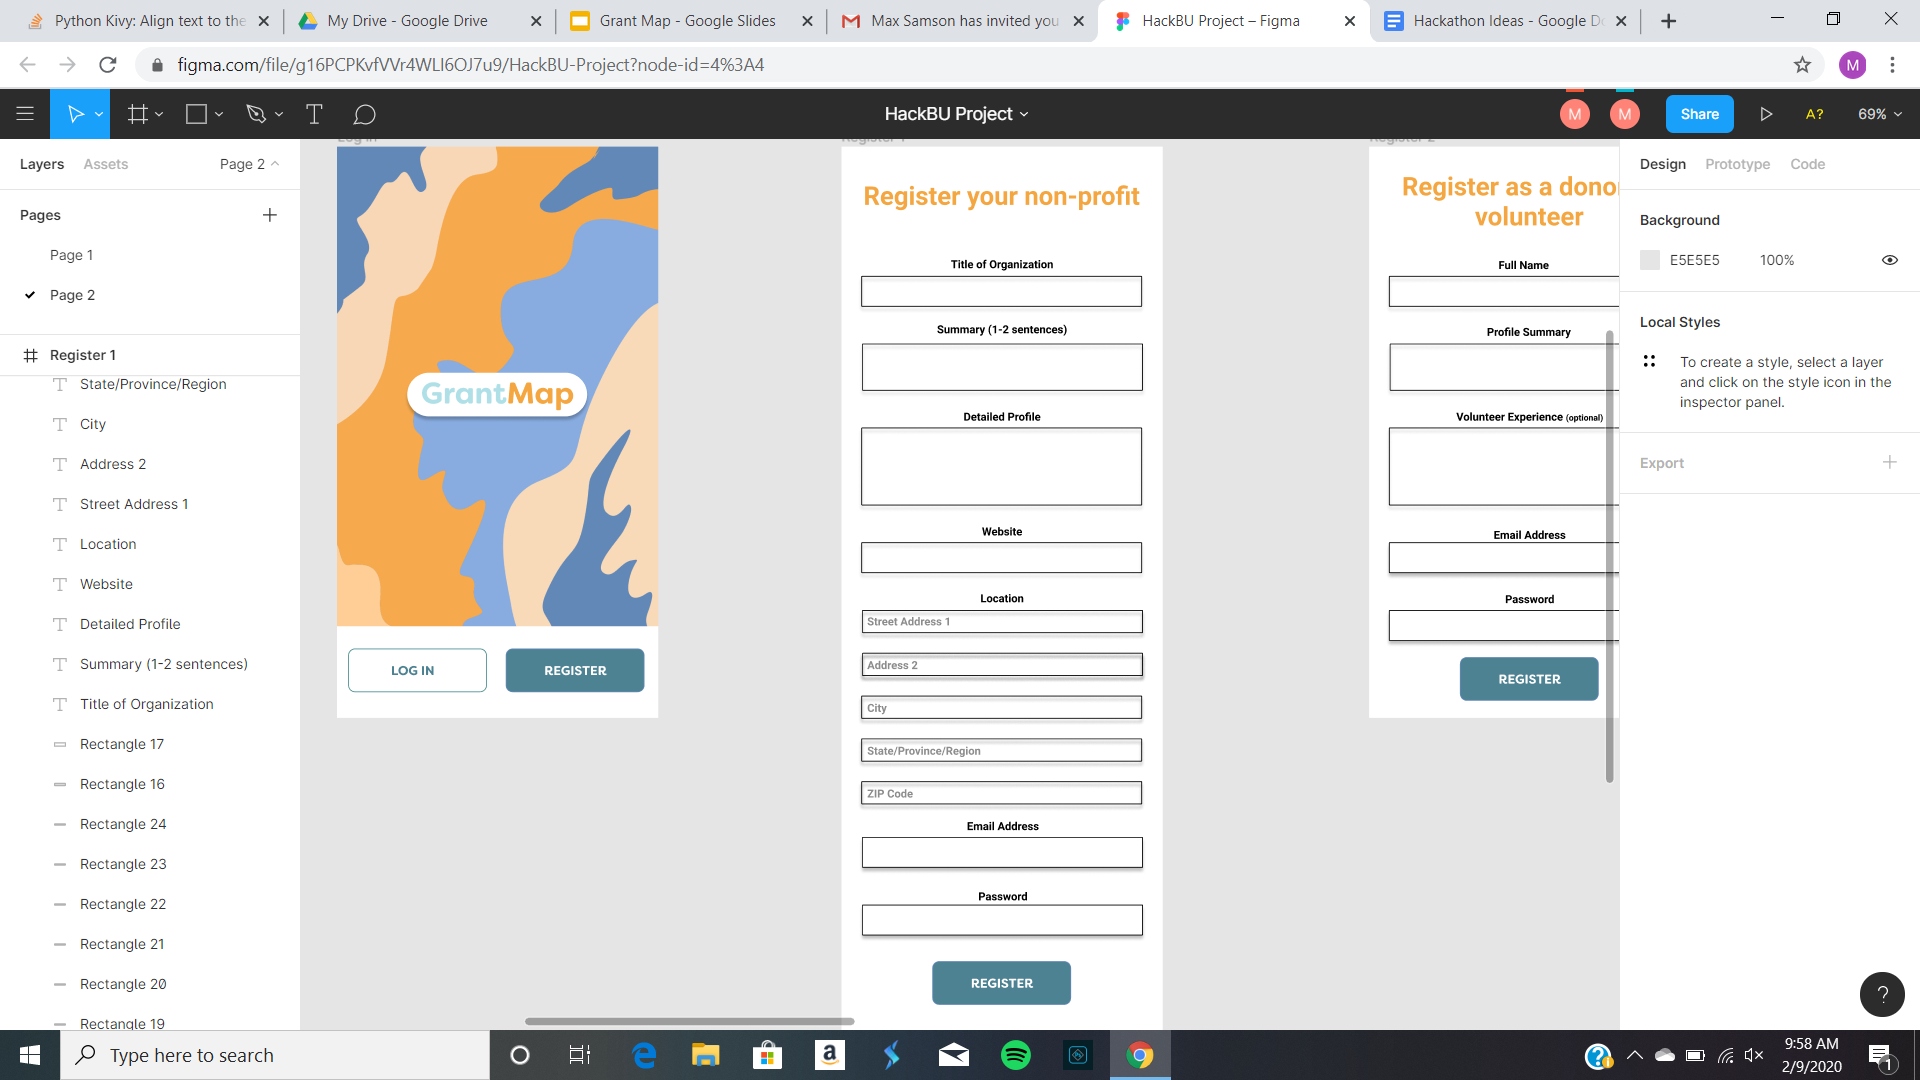 Python Kivy: Align text to the
My Drive - Google Drive
Grant Map - Google Slides
Max Samson has invited you
HackBU Project – Figma
Hackathon Ideas - Google Do
figma.com/file/g16PCPKvfVVr4WLI6OJ7u9/HackBU-Project?node-id=4%3A4
M
HackBU Project
M
M
Share
A?
69%
Layers
Assets
Page 2
Pages
Page 1
Page 2
Register 1
State/Province/Region
City
Address 2
Street Address 1
Location
Website
Detailed Profile
Summary (1-2 sentences)
Title of Organization
Rectangle 17
Rectangle 16
Rectangle 24
Rectangle 23
Rectangle 22
Rectangle 21
Rectangle 20
Rectangle 19
Log in
GrantMap
LOG IN
REGISTER
Register 1
Register your non-profit
Title of Organization
Summary (1-2 sentences)
Detailed Profile
Website
Location
Street Address 1
Address 2
City
State/Province/Region
ZIP Code
Email Address
Password
REGISTER
Register 2
Register as a dono
volunteer
Full Name
Profile Summary
Volunteer Experience (optional)
Email Address
Password
REGISTER
Design
Prototype
Code
Background
E5E5E5
100%
Local Styles
To create a style, select a layer
and click on the style icon in the
inspector panel.
Export
?
Type here to search
9:58 AM
2/9/2020
1